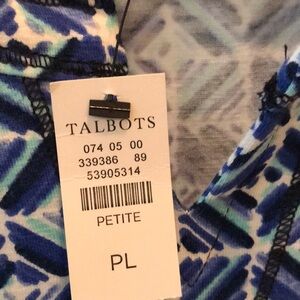 TALBOTS
074 05 00
339386 89
53905314
PETITE
PL